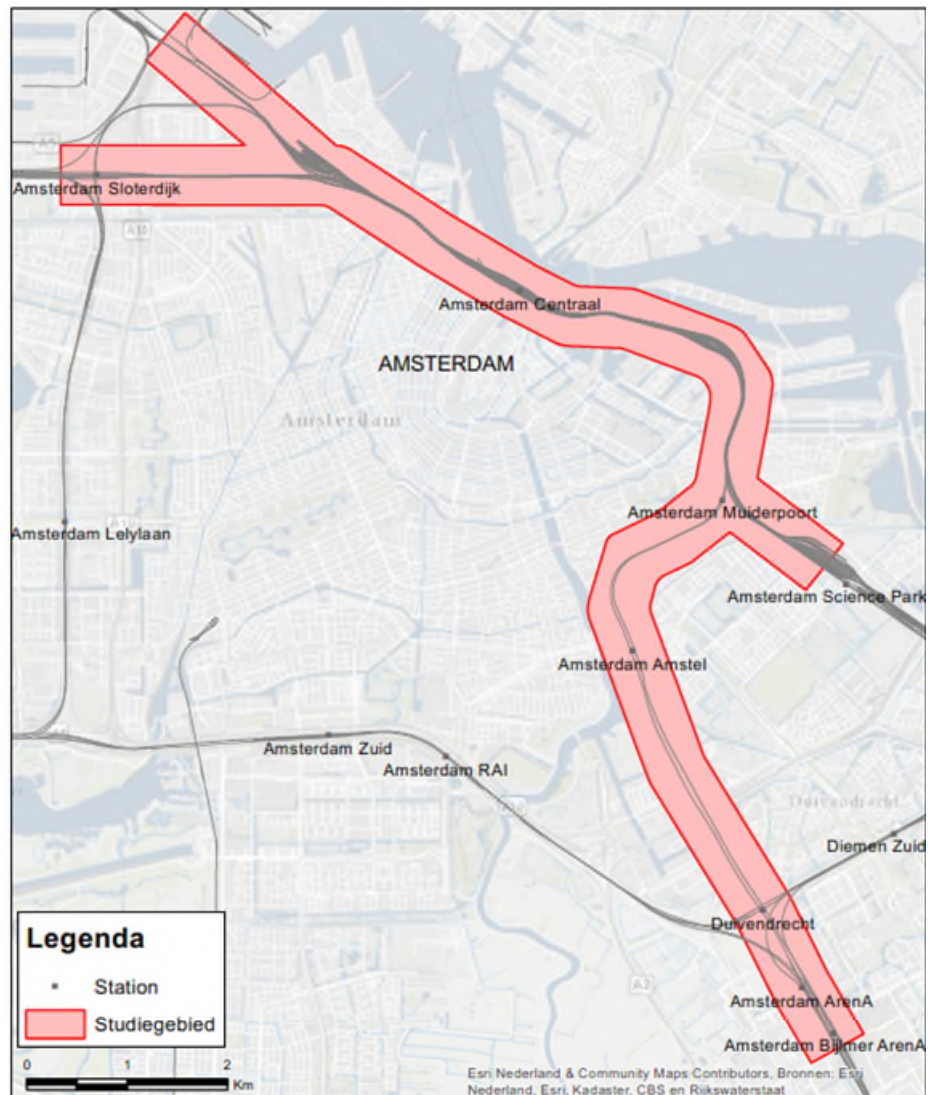 A5
Amsterdam Sloterdijk
A10
Amsterdam Centraal
AMSTERDAM
Amsterdam
Amsterdam Muiderpoort
Amsterdam Lelylaan
Amsterdam Science Park
Amsterdam Amstel
Amsterdam Zuid
Amsterdam RAI
A10
Duivendrecht
Diemen Zuid
Duivendrecht
A2
Amsterdam ArenA
Amsterdam Bijlmer ArenA
Legenda
Station
Studiegebied
0 1 2
Km
Esri Nederland & Community Maps Contributors, Bronnen: Esri
Nederland, Esri, Kadaster, CBS en Rijkswaterstaat